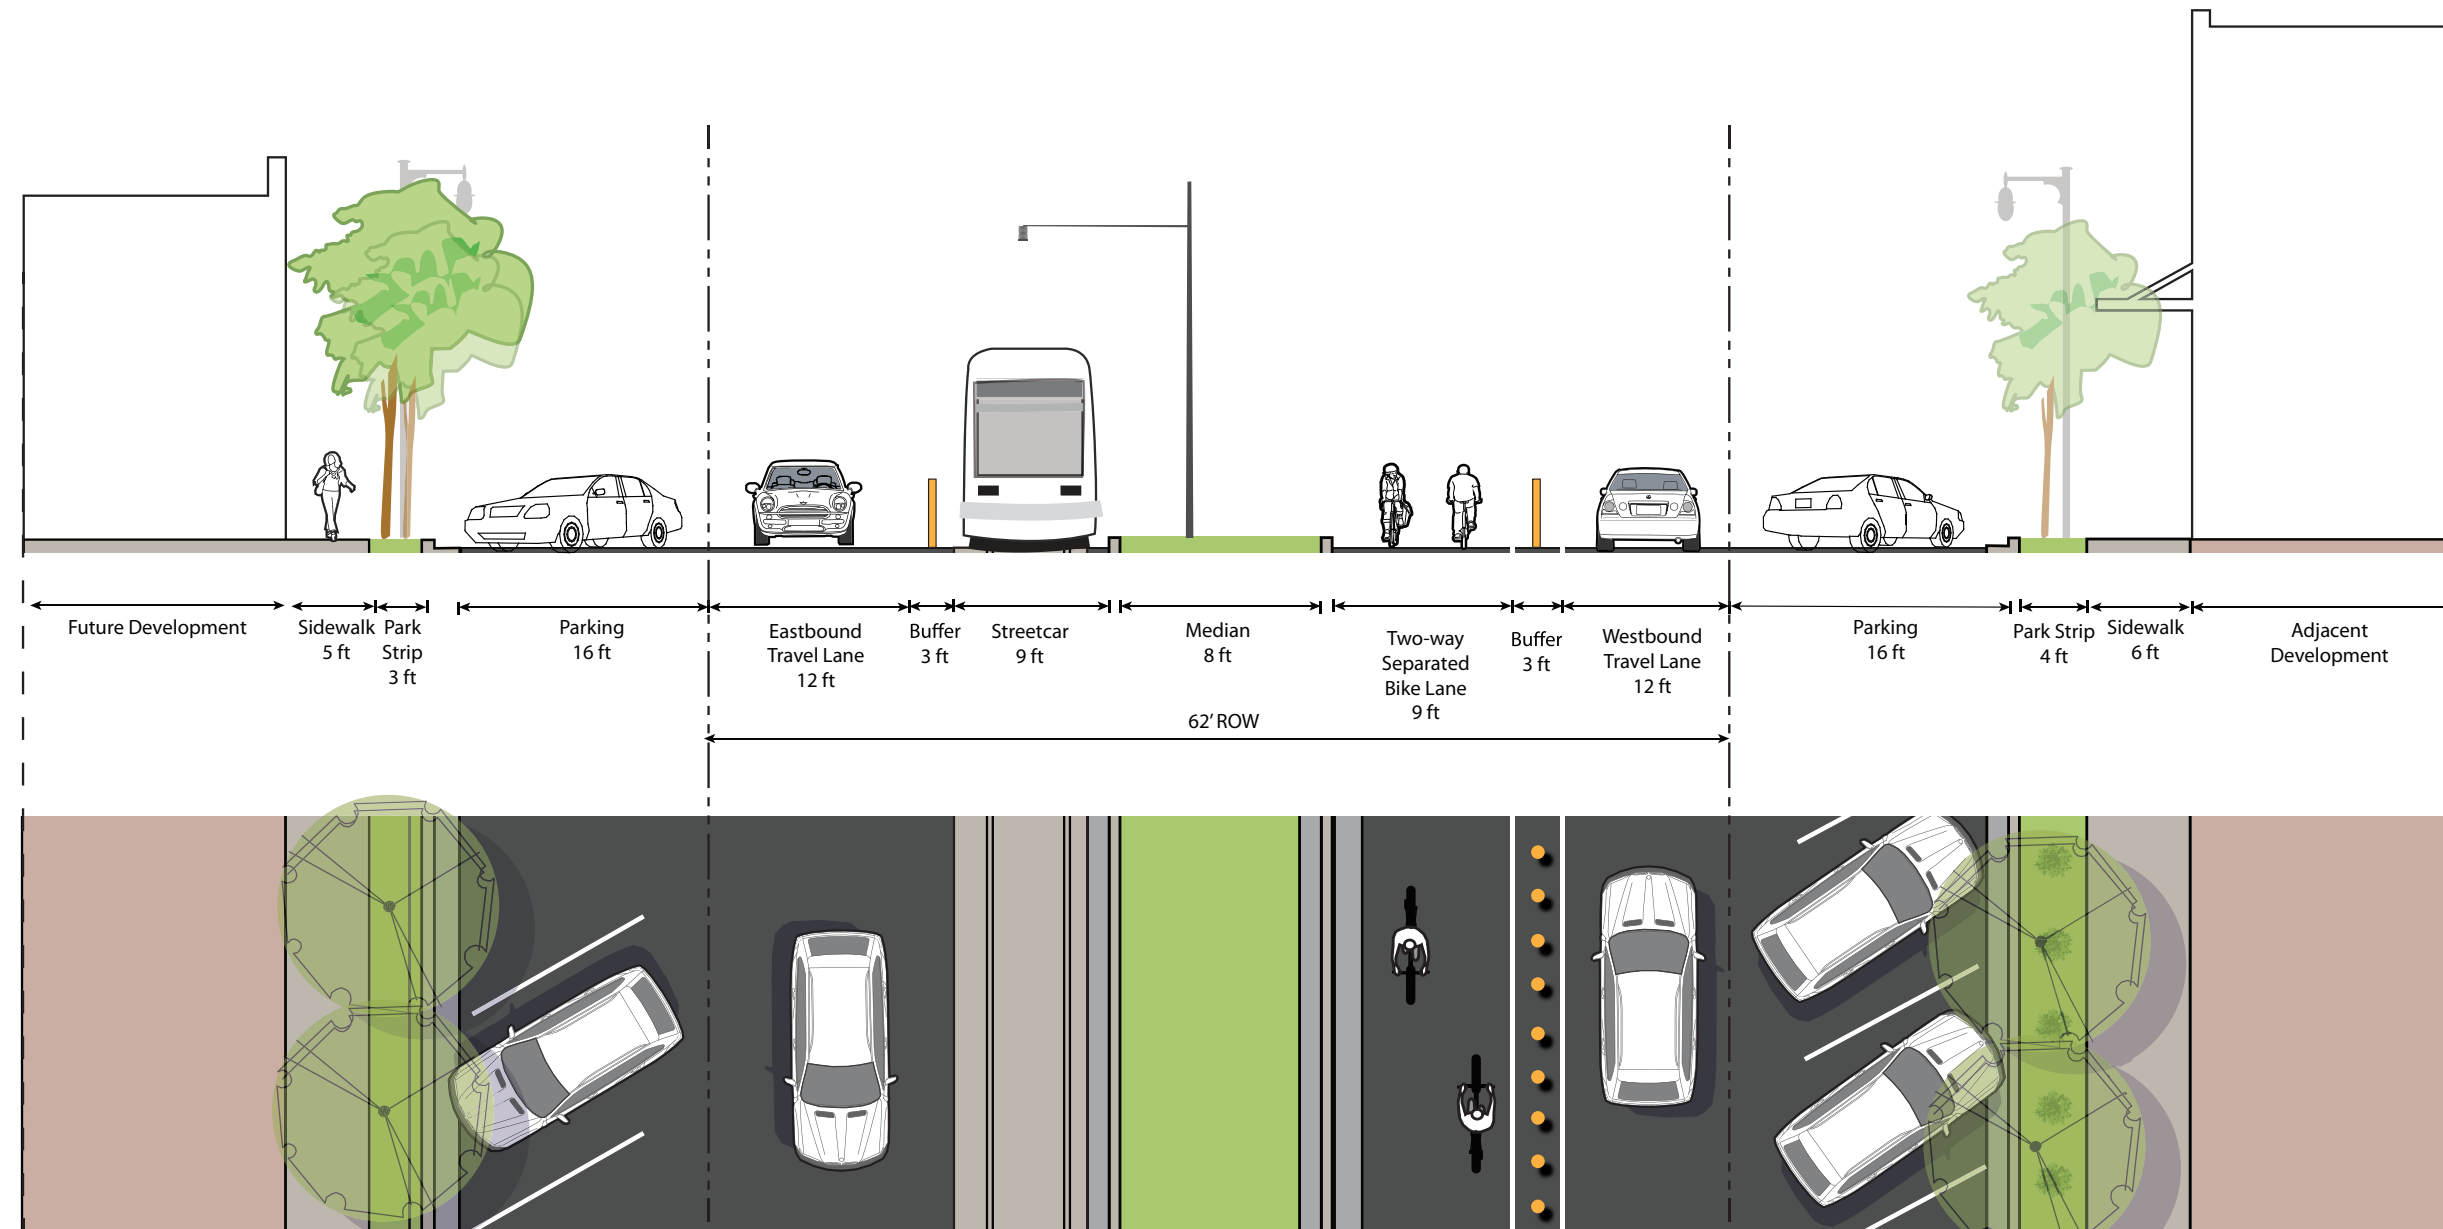 Future Development
Sidewalk
5 ft
Park
Strip
3 ft
Parking
16 ft
Eastbound
Travel Lane
12 ft
Buffer
3 ft
Streetcar
9 ft
Median
8 ft
Two-way
Separated
Bike Lane
9 ft
Buffer
3 ft
Westbound
Travel Lane
12 ft
Parking
16 ft
Park Strip
4 ft
Sidewalk
6 ft
Adjacent
Development
62' ROW